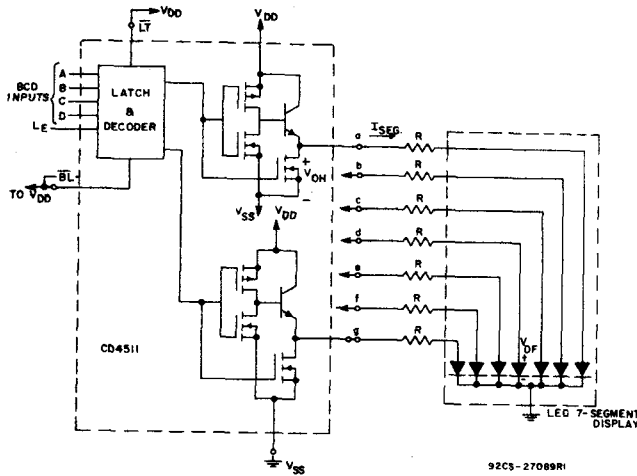 VDD
LT
VDD
BCD
INPUTS
A
B
C
D
LE
LATCH
&
DECODER
BL
TO VDD
+
VOH
-
VSS
VDD
CD4511
VSS
ISEG.
a R
b R
c R
d R
e R
f R
g R
VDF
+
-
LED 7-SEGMENT
DISPLAY
92CS-27089R1